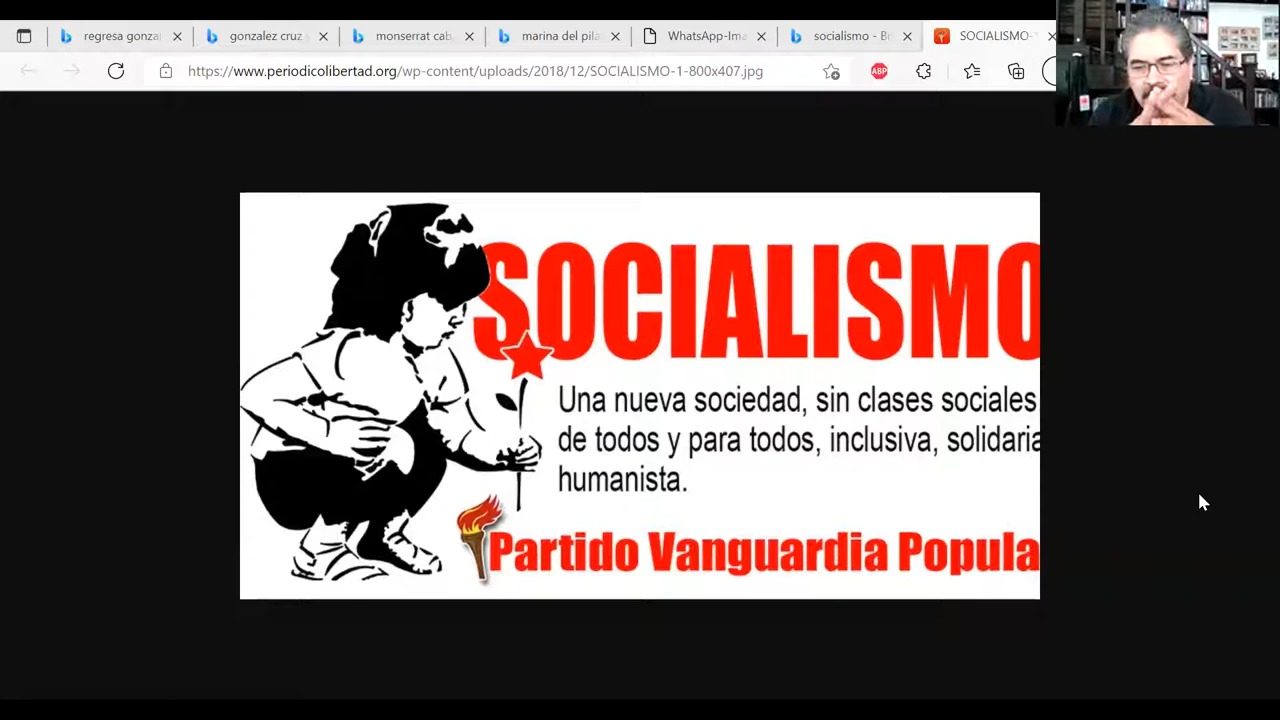 regresa gonza
gonzalez cruz y
monserrat cab
marina del pila
WhatsApp-Ima
socialismo - B
SOCIALISMO-
https://www.periodicolibertad.org/wp-content/uploads/2018/12/SOCIALISMO-1-800x407.jpg
ABP
SOCIALISMO
Una nueva sociedad, sin clases sociales
de todos y para todos, inclusiva, solidaria
humanista.
Partido Vanguardia Popula